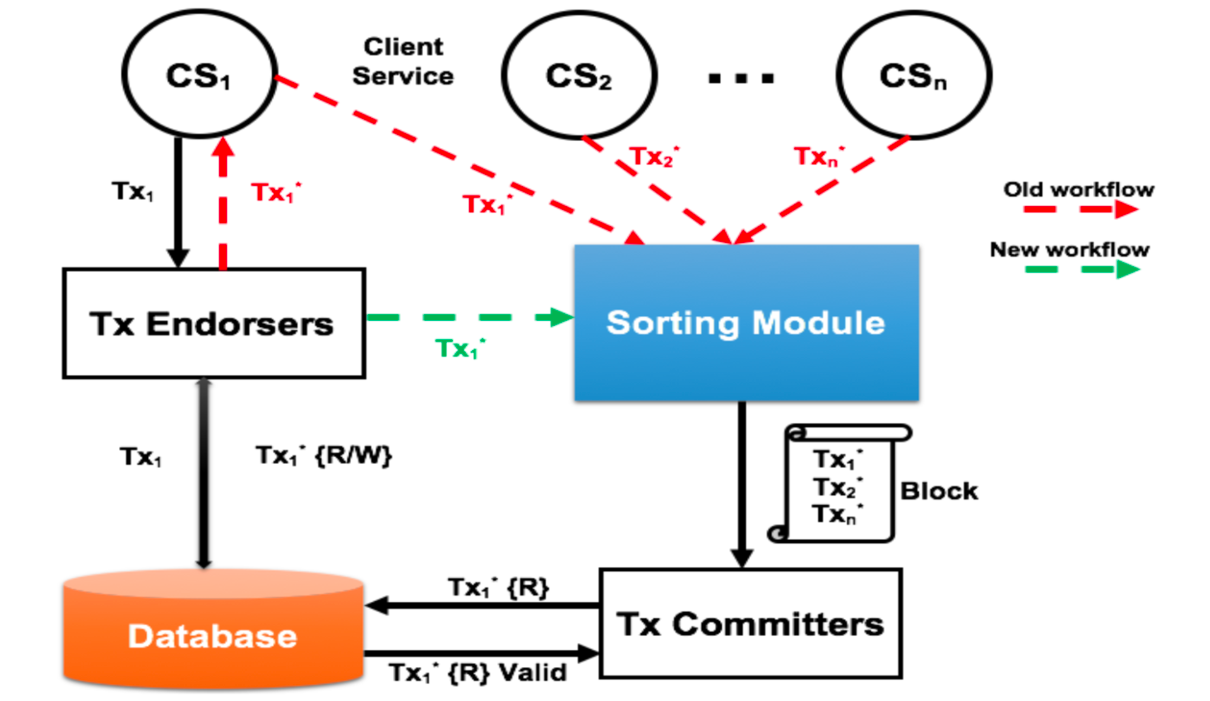 CS₁
Client
Service
CS₂
...
CSₙ
Tx₂*
Txₙ*
Tx₁
Tx₁*
Tx₁*
Old workflow
New workflow
Tx Endorsers
Sorting Module
Tx₁*
Tx₁
Tx₁* {R/W}
Tx₁*
Tx₂*
Txₙ*
Block
Tx₁* {R}
Tx Committers
Database
Tx₁* {R} Valid